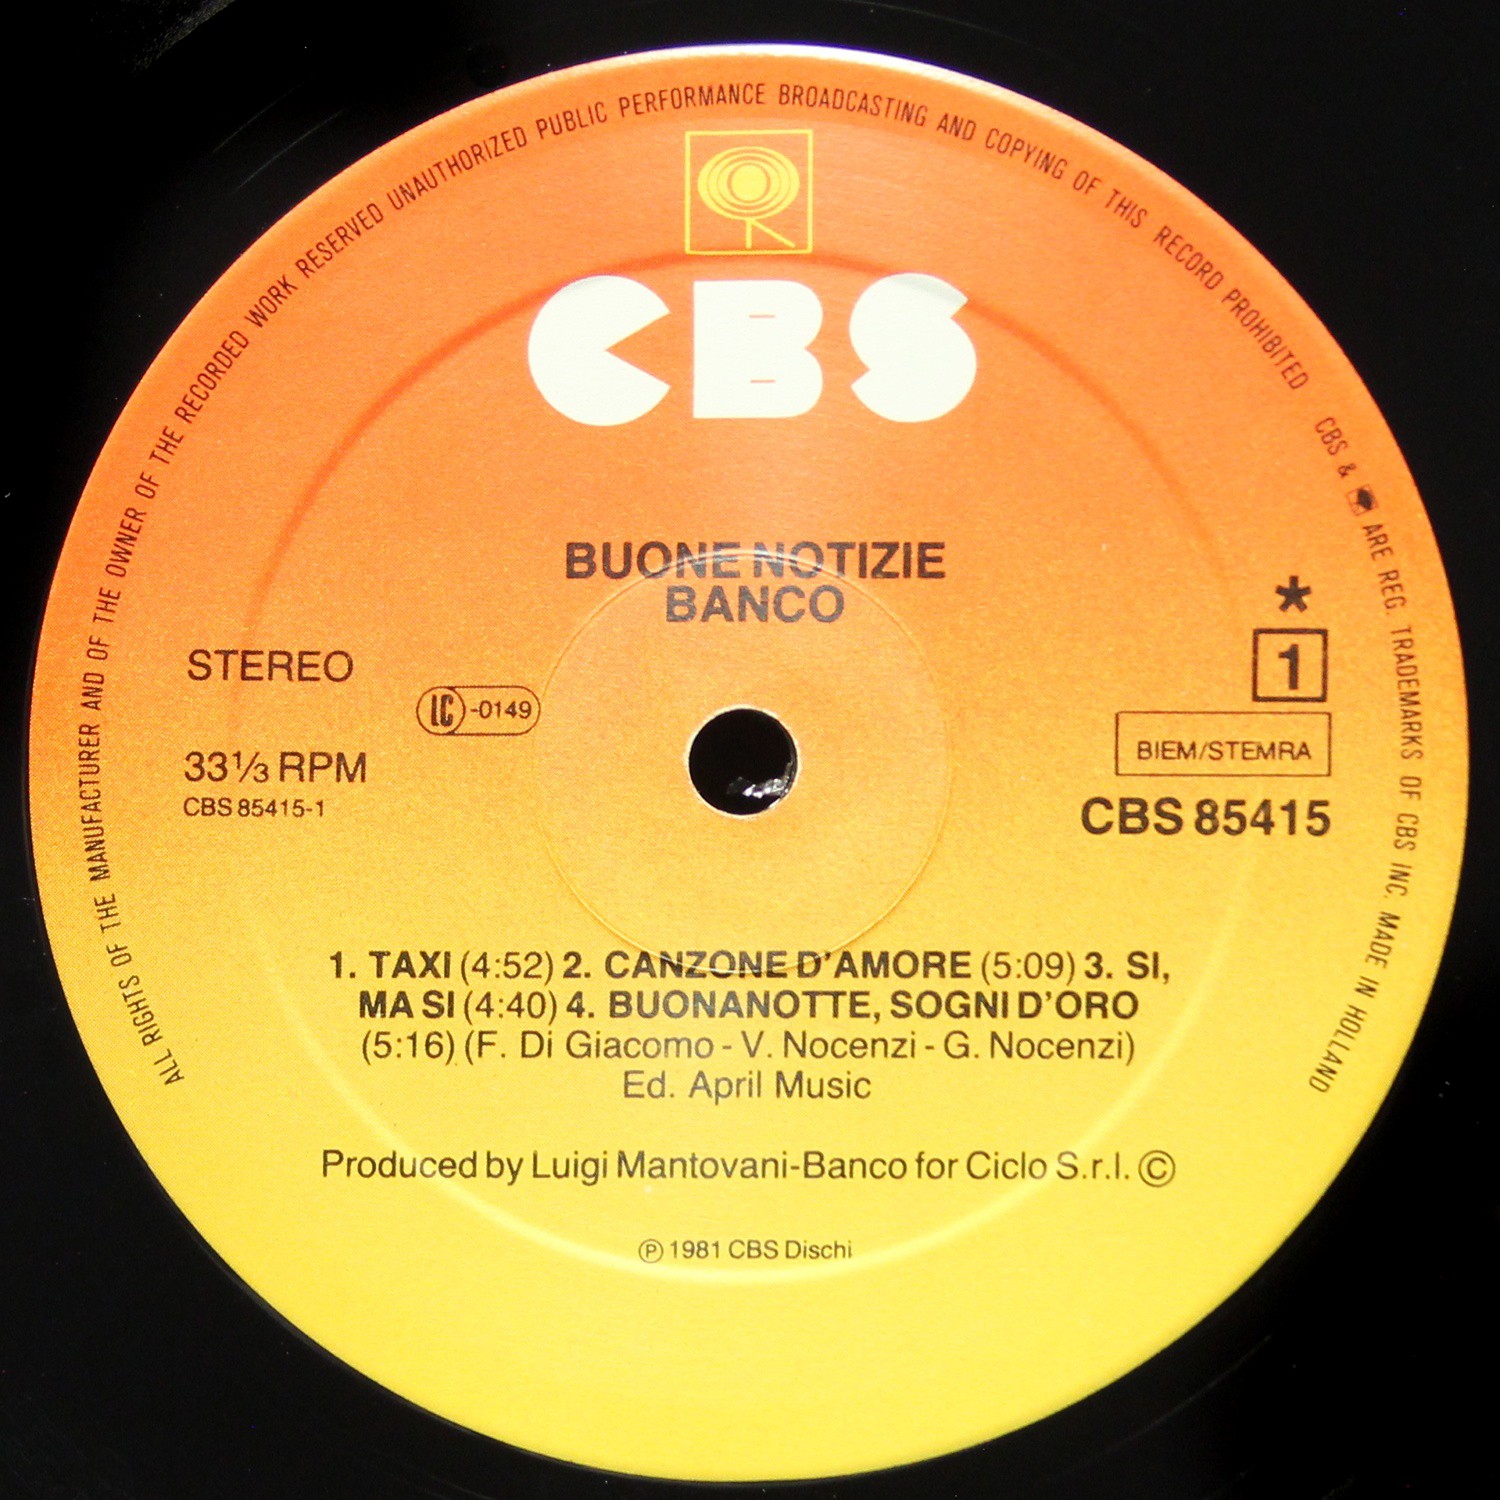 ALL RIGHTS OF THE MANUFACTURER AND OF THE OWNER OF THE RECORDED WORK RESERVED UNAUTHORIZED PUBLIC PERFORMANCE BROADCASTING AND COPYING OF THIS RECORD PROHIBITED CBS & ARE REG. TRADEMARKS OF CBS INC. MADE IN HOLLAND
CBS
BUONE NOTIZIE
BANCO
STEREO
LC-0149
33⅓ RPM
CBS 85415-1
*
1
BIEM/STEMRA
CBS 85415
1. TAXI (4:52) 2. CANZONE D'AMORE (5:09) 3. SI,
MA SI (4:40) 4. BUONANOTTE, SOGNI D'ORO
(5:16) (F. Di Giacomo - V. Nocenzi - G. Nocenzi)
Ed. April Music
Produced by Luigi Mantovani-Banco for Ciclo S.r.l. ©
℗ 1981 CBS Dischi